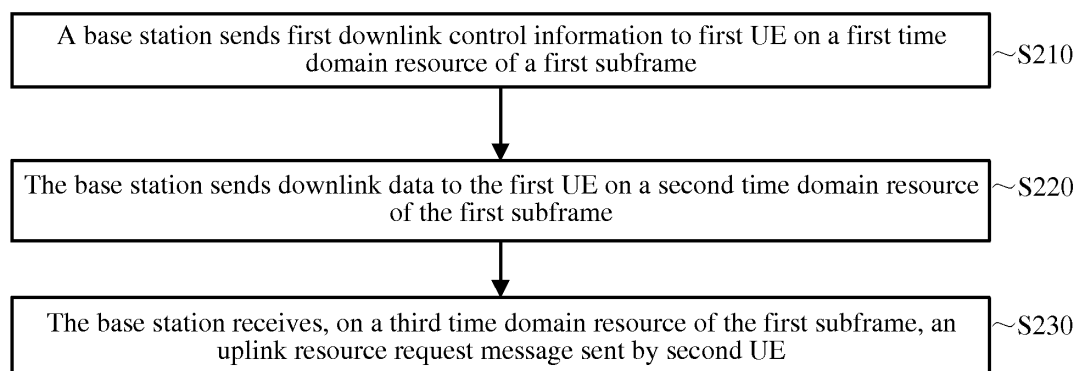 A base station sends first downlink control information to first UE on a first time
domain resource of a first subframe
S210
The base station sends downlink data to the first UE on a second time domain resource
of the first subframe
S220
The base station receives, on a third time domain resource of the first subframe, an
uplink resource request message sent by second UE
S230